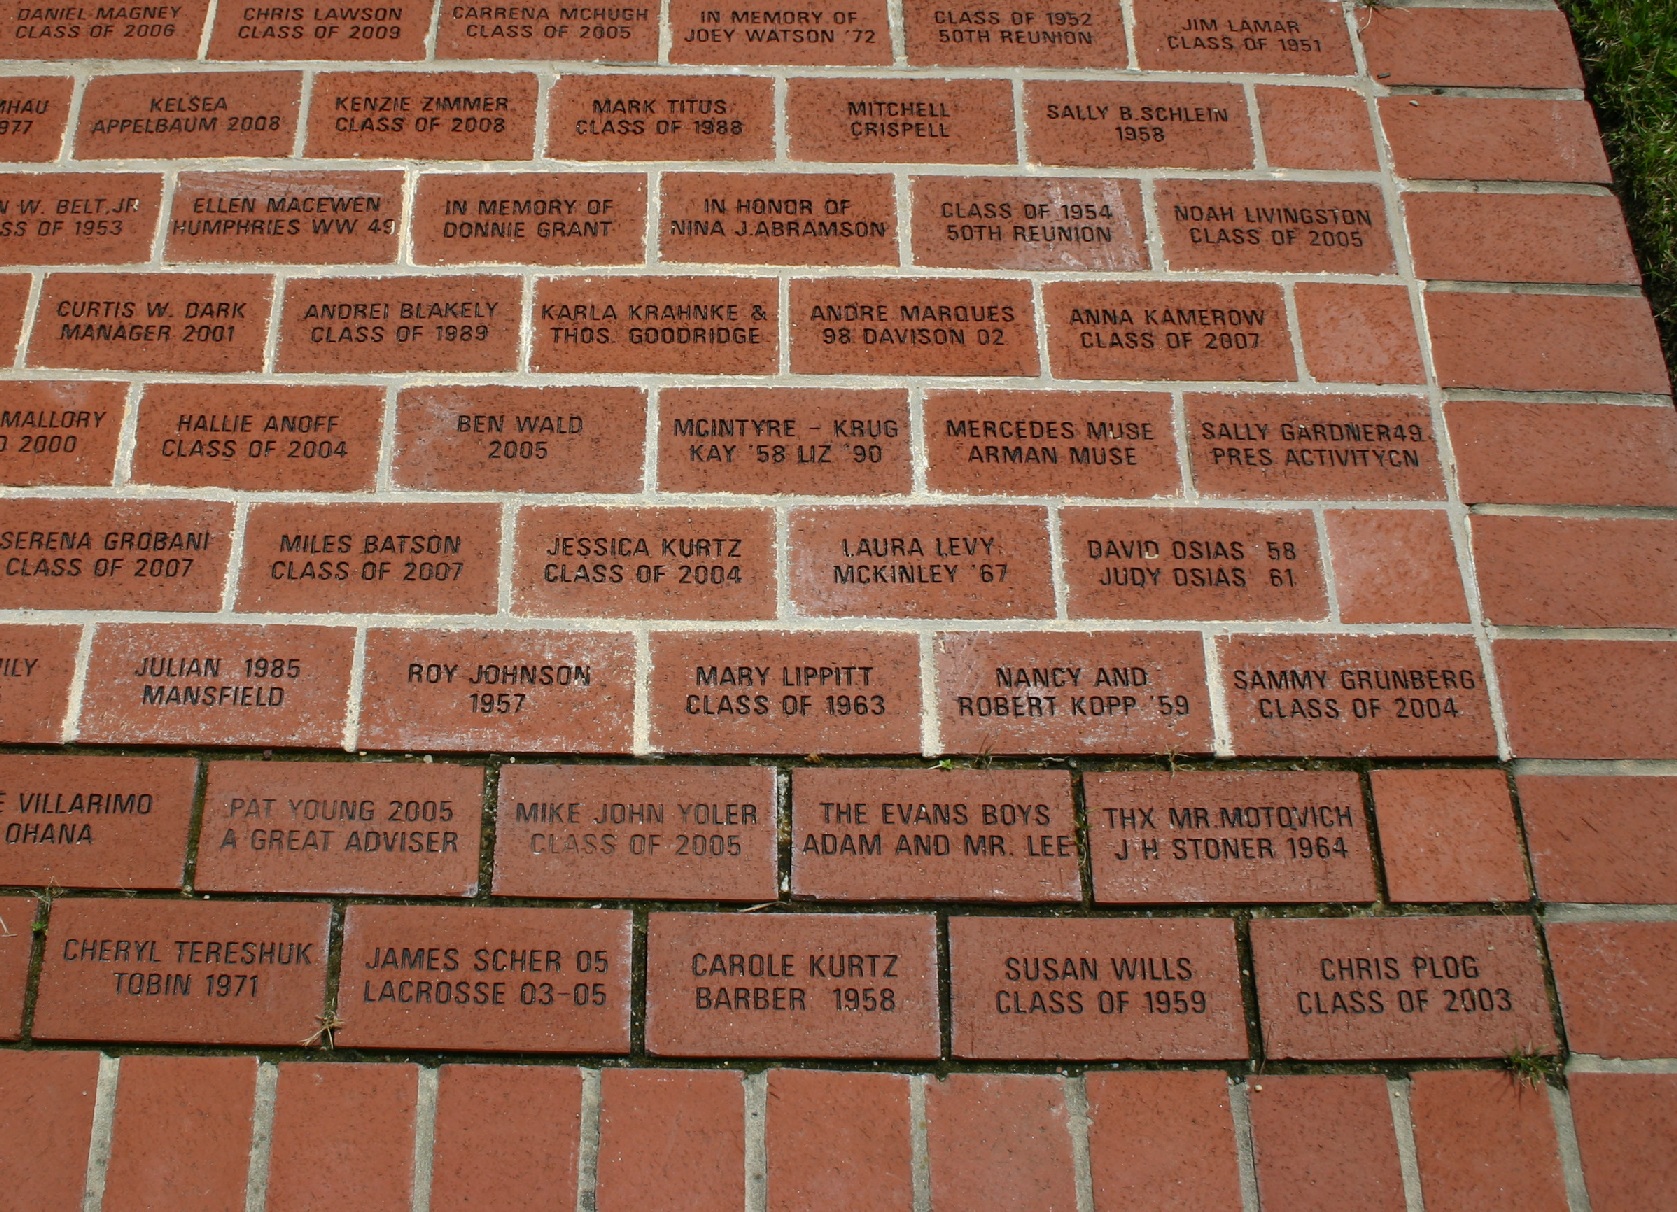 DANIEL MAGNEY
CLASS OF 2006
CHRIS LAWSON
CLASS OF 2009
CARRENA MCHUGH
CLASS OF 2005
IN MEMORY OF
JOEY WATSON '72
CLASS OF 1952
50TH REUNION
JIM LAMAR
CLASS OF 1951
MHAU
977
KELSEA
APPELBAUM 2008
KENZIE ZIMMER
CLASS OF 2008
MARK TITUS
CLASS OF 1988
MITCHELL
CRISPELL
SALLY B.SCHLEIN
1958
N W. BELT,JR
SS OF 1953
ELLEN MACEWEN
HUMPHRIES WW 49
IN MEMORY OF
DONNIE GRANT
IN HONOR OF
NINA J.ABRAMSON
CLASS OF 1954
50TH REUNION
NOAH LIVINGSTON
CLASS OF 2005
CURTIS W. DARK
MANAGER 2001
ANDREI BLAKELY
CLASS OF 1989
KARLA KRAHNKE &
THOS. GOODRIDGE
ANDRE MARQUES
98 DAVISON 02
ANNA KAMEROW
CLASS OF 2007
MALLORY
O 2000
HALLIE ANOFF
CLASS OF 2004
BEN WALD
2005
MCINTYRE - KRUG
KAY '58 LIZ '90
MERCEDES MUSE
ARMAN MUSE
SALLY GARDNER49
PRES ACTIVITYCN
SERENA GROBANI
CLASS OF 2007
MILES BATSON
CLASS OF 2007
JESSICA KURTZ
CLASS OF 2004
LAURA LEVY
MCKINLEY '67
DAVID OSIAS '58
JUDY OSIAS '61
ILY
JULIAN 1985
MANSFIELD
ROY JOHNSON
1957
MARY LIPPITT
CLASS OF 1963
NANCY AND
ROBERT KOPP '59
SAMMY GRUNBERG
CLASS OF 2004
E VILLARIMO
OHANA
PAT YOUNG 2005
A GREAT ADVISER
MIKE JOHN YOLER
CLASS OF 2005
THE EVANS BOYS
ADAM AND MR. LEE
THX MR.MOTOVICH
J H STONER 1964
CHERYL TERESHUK
TOBIN 1971
JAMES SCHER 05
LACROSSE 03-05
CAROLE KURTZ
BARBER 1958
SUSAN WILLS
CLASS OF 1959
CHRIS PLOG
CLASS OF 2003